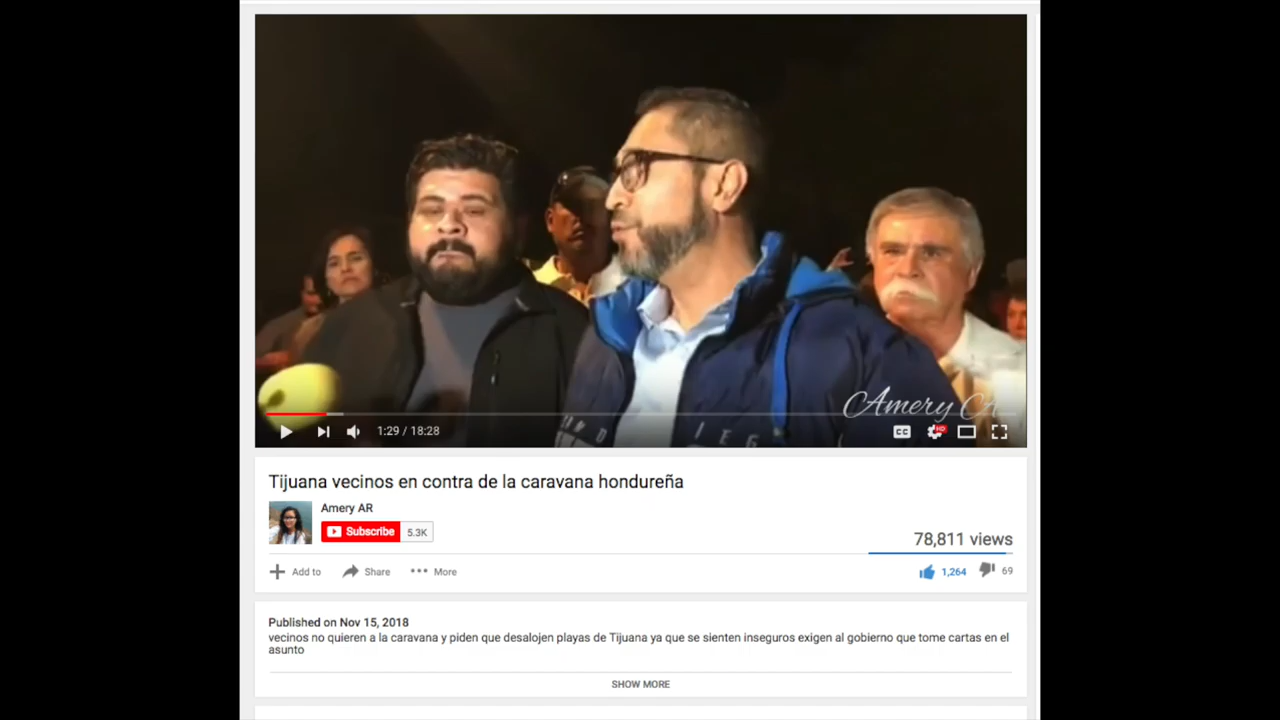 Amery
1:29 / 18:28
CC
HD
Tijuana vecinos en contra de la caravana hondureña
Amery AR
Subscribe 5.3K
78,811 views
Add to Share More
1,264 69
Published on Nov 15, 2018
vecinos no quieren a la caravana y piden que desalojen playas de Tijuana ya que se sienten inseguros exigen al gobierno que tome cartas en el
asunto
SHOW MORE